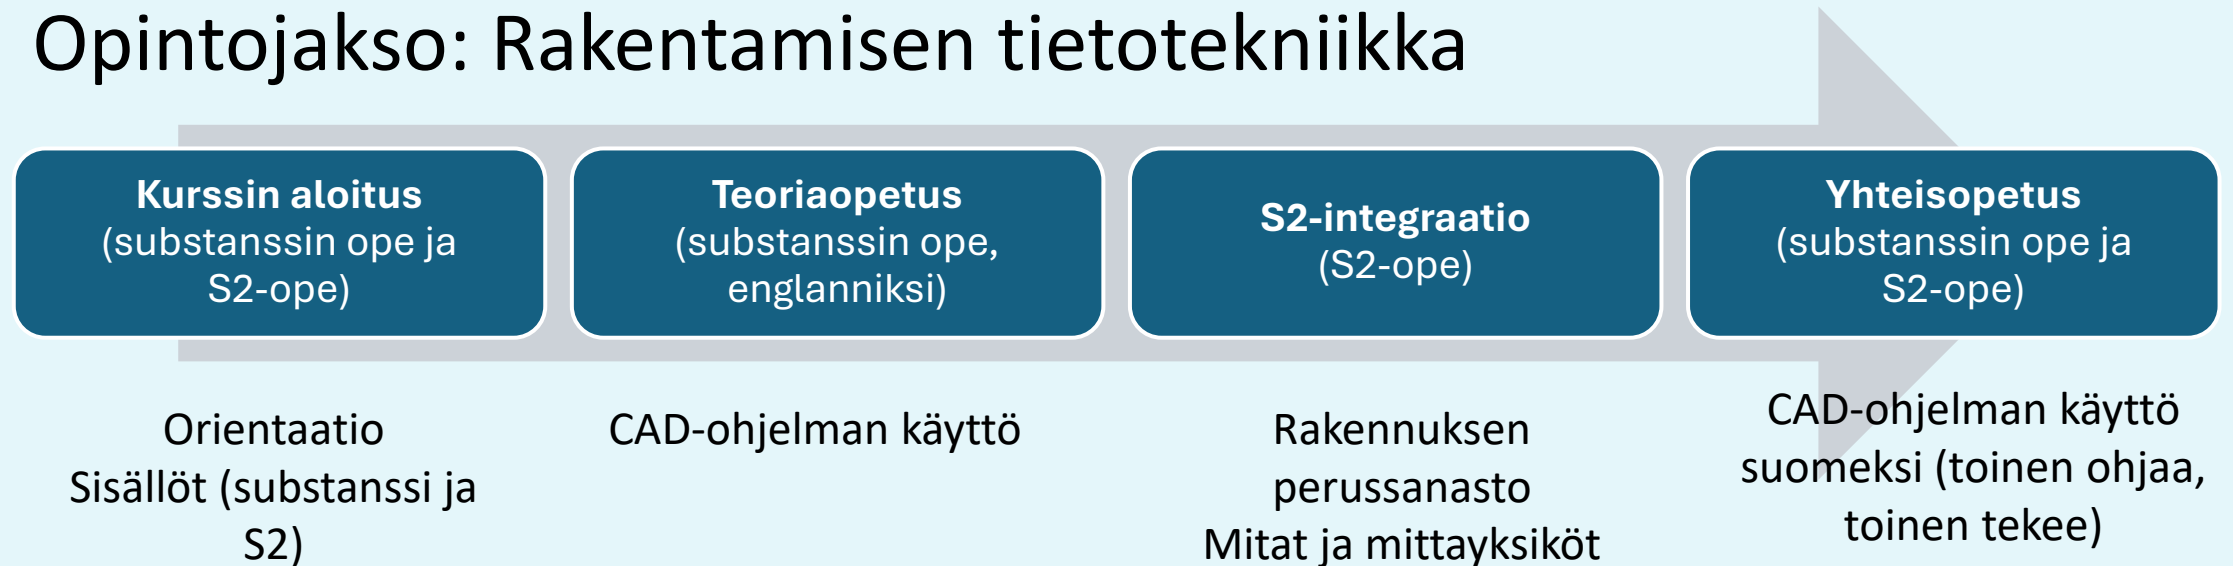 Opintojakso: Rakentamisen tietotekniikka
Kurssin aloitus
(substanssin ope ja
S2-ope)
Teoriaopetus
(substanssin ope,
englanniksi)
S2-integraatio
(S2-ope)
Yhteisopetus
(substanssin ope ja
S2-ope)
Orientaatio
Sisällöt (substanssi ja
S2)
CAD-ohjelman käyttö
Rakennuksen
perussanasto
Mitat ja mittayksiköt
CAD-ohjelman käyttö
suomeksi (toinen ohjaa,
toinen tekee)